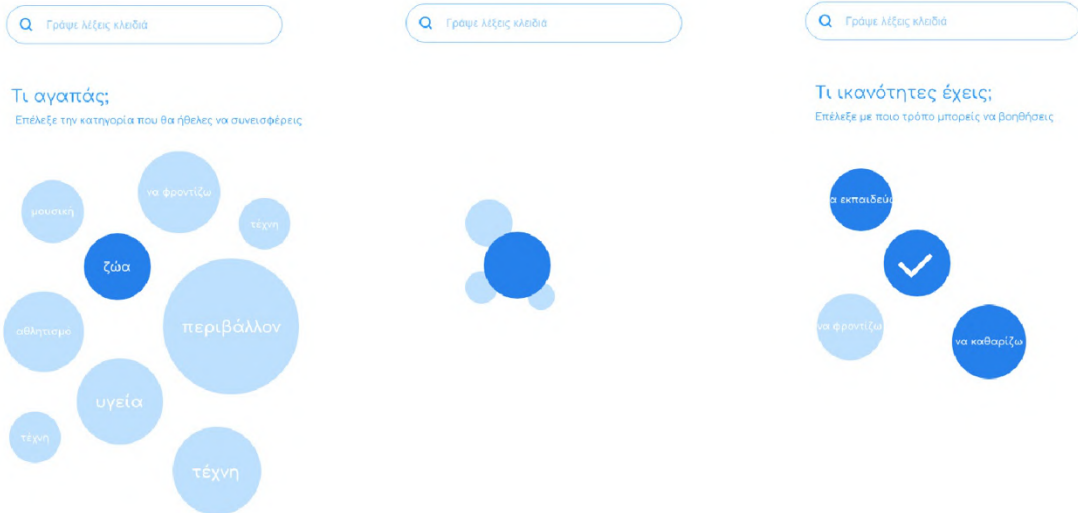 Γράψε λέξεις κλειδιά
Τι αγαπάς;
Επέλεξε την κατηγορία που θα ήθελες να συνεισφέρεις
να φροντίζω
μουσική
τέχνη
ζώα
περιβάλλον
αθλητισμο
υγεία
τέχνη
τέχνη
Γράψε λέξεις κλειδιά
Γράψε λέξεις κλειδιά
Τι ικανότητες έχεις;
Επέλεξε με ποιο τρόπο μπορείς να βοηθήσεις
α εκπαιδεύ
να φροντίζω
να καθαρίζω